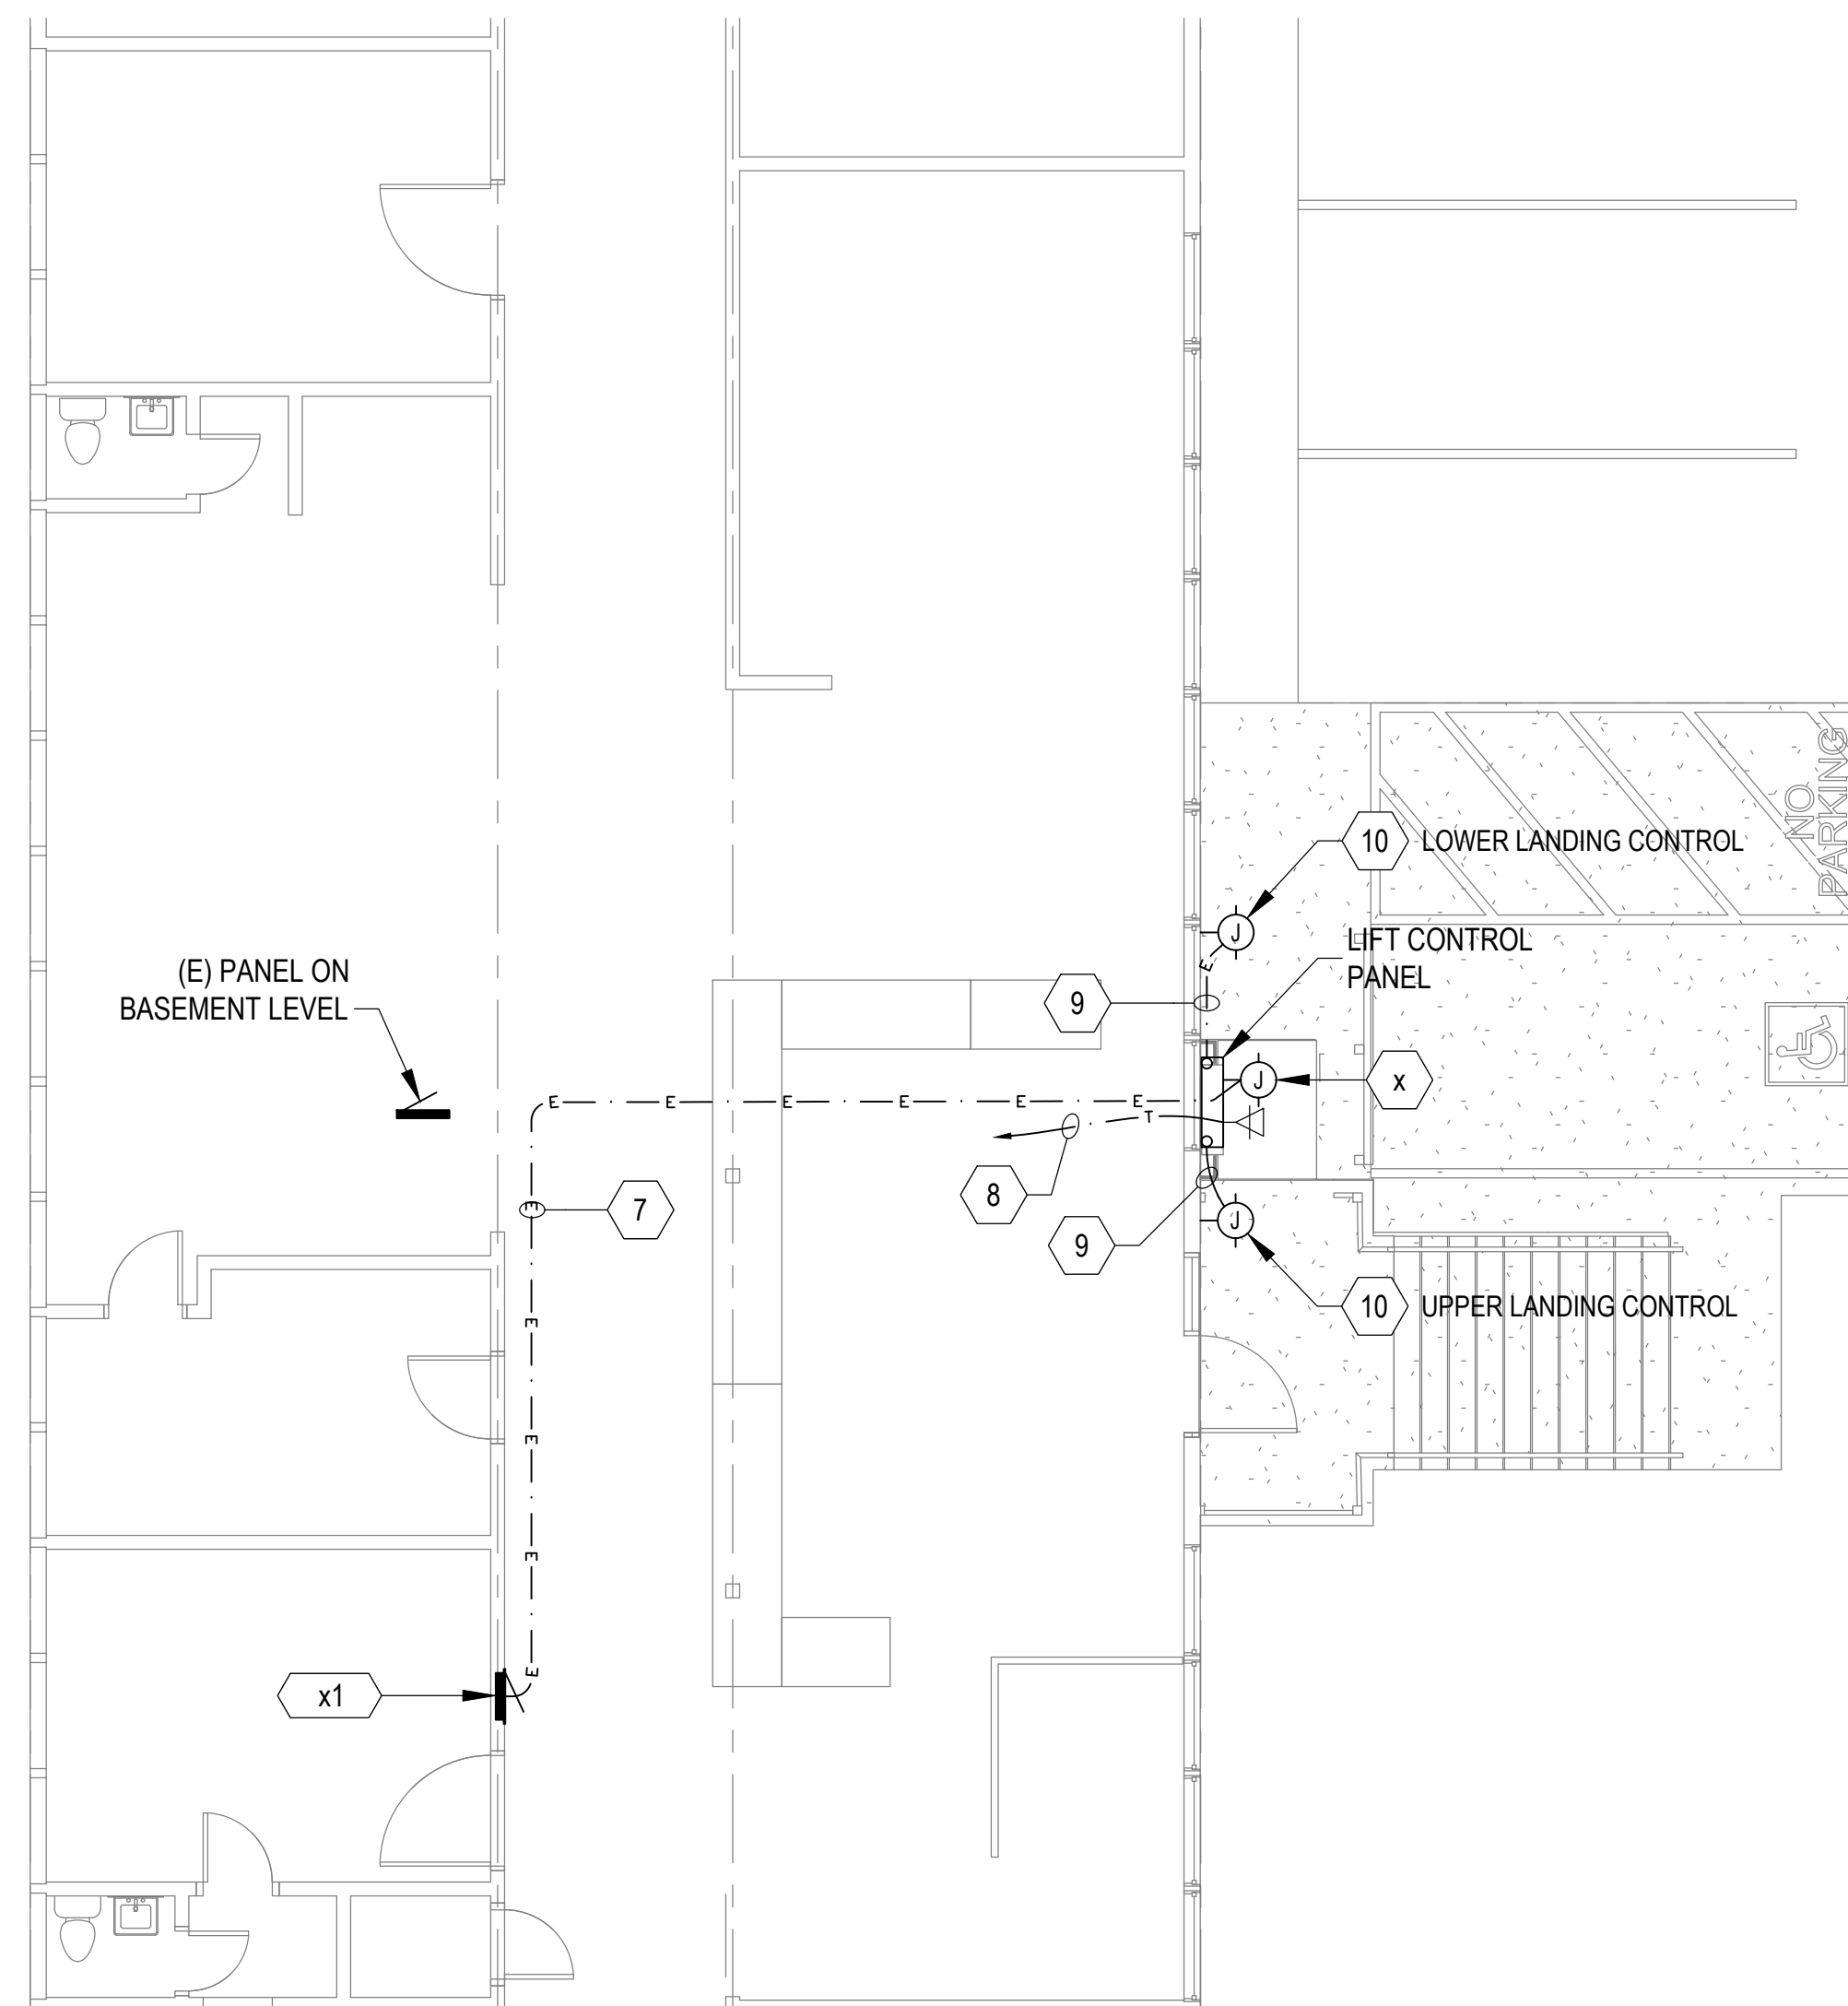 NO
PARKING
10 LOWER LANDING CONTROL
J
LIFT CONTROL
PANEL
(E) PANEL ON
BASEMENT LEVEL
9
E
J
x
E E E E E E
T
8
E
7
9
J
10 UPPER LANDING CONTROL
E
E
E
E
x1